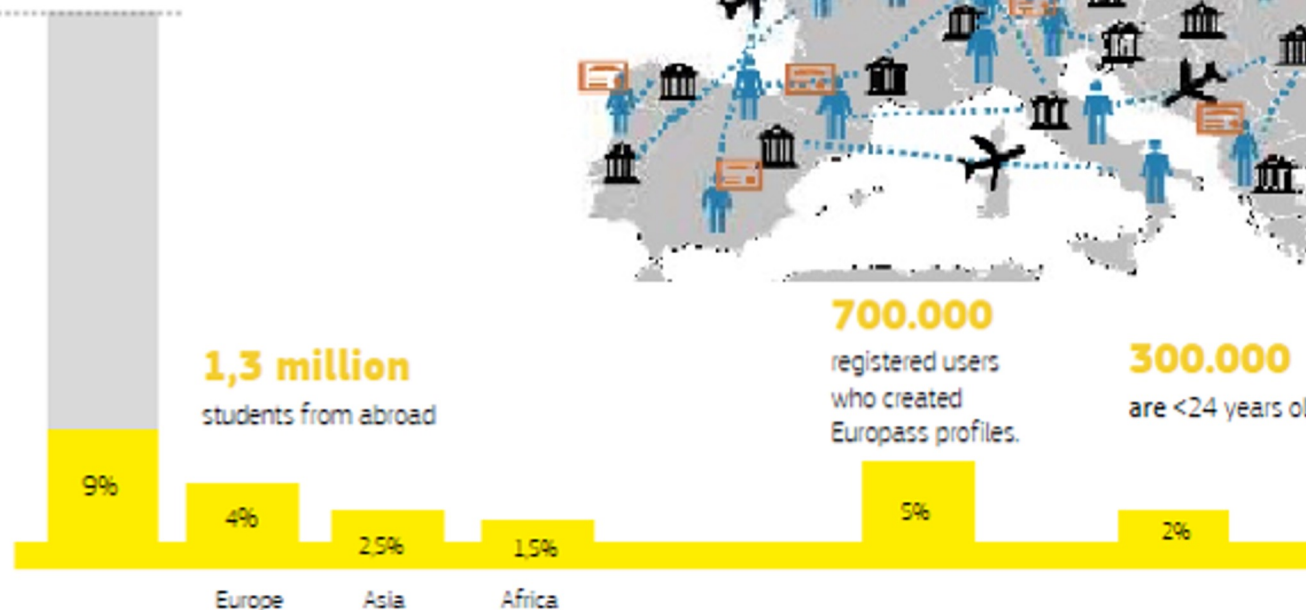 1,3 million
students from abroad
700.000
registered users
who created
Europass profiles.
300.000
are <24 years
9%
4%
2,5%
1,5%
5%
2%
Europe
Asia
Africa